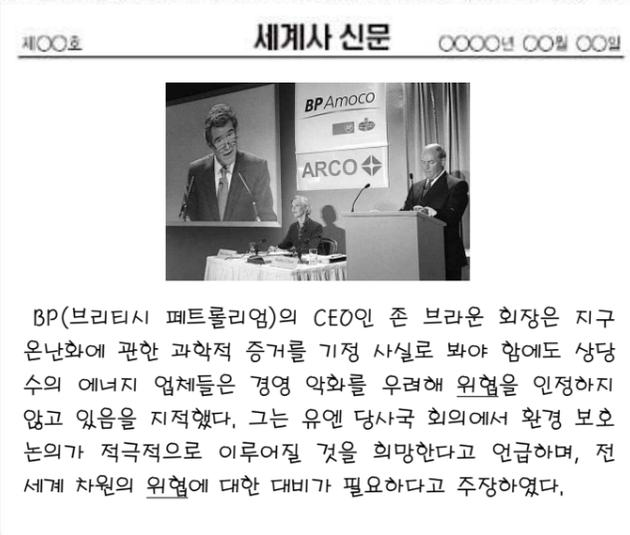 제○○호 세계사 신문 ○○○○년 ○○월 ○○일
BP Amoco
ARCO
BP(브리티시 페트롤리엄)의 CEO인 존 브라운 회장은 지구
온난화에 관한 과학적 증거를 기정 사실로 봐야 함에도 상당
수의 에너지 업체들은 경영 악화를 우려해 위협을 인정하지
않고 있음을 지적했다. 그는 유엔 당사국 회의에서 환경 보호
논의가 적극적으로 이루어질 것을 희망한다고 언급하며, 전
세계 차원의 위협에 대한 대비가 필요하다고 주장하였다.